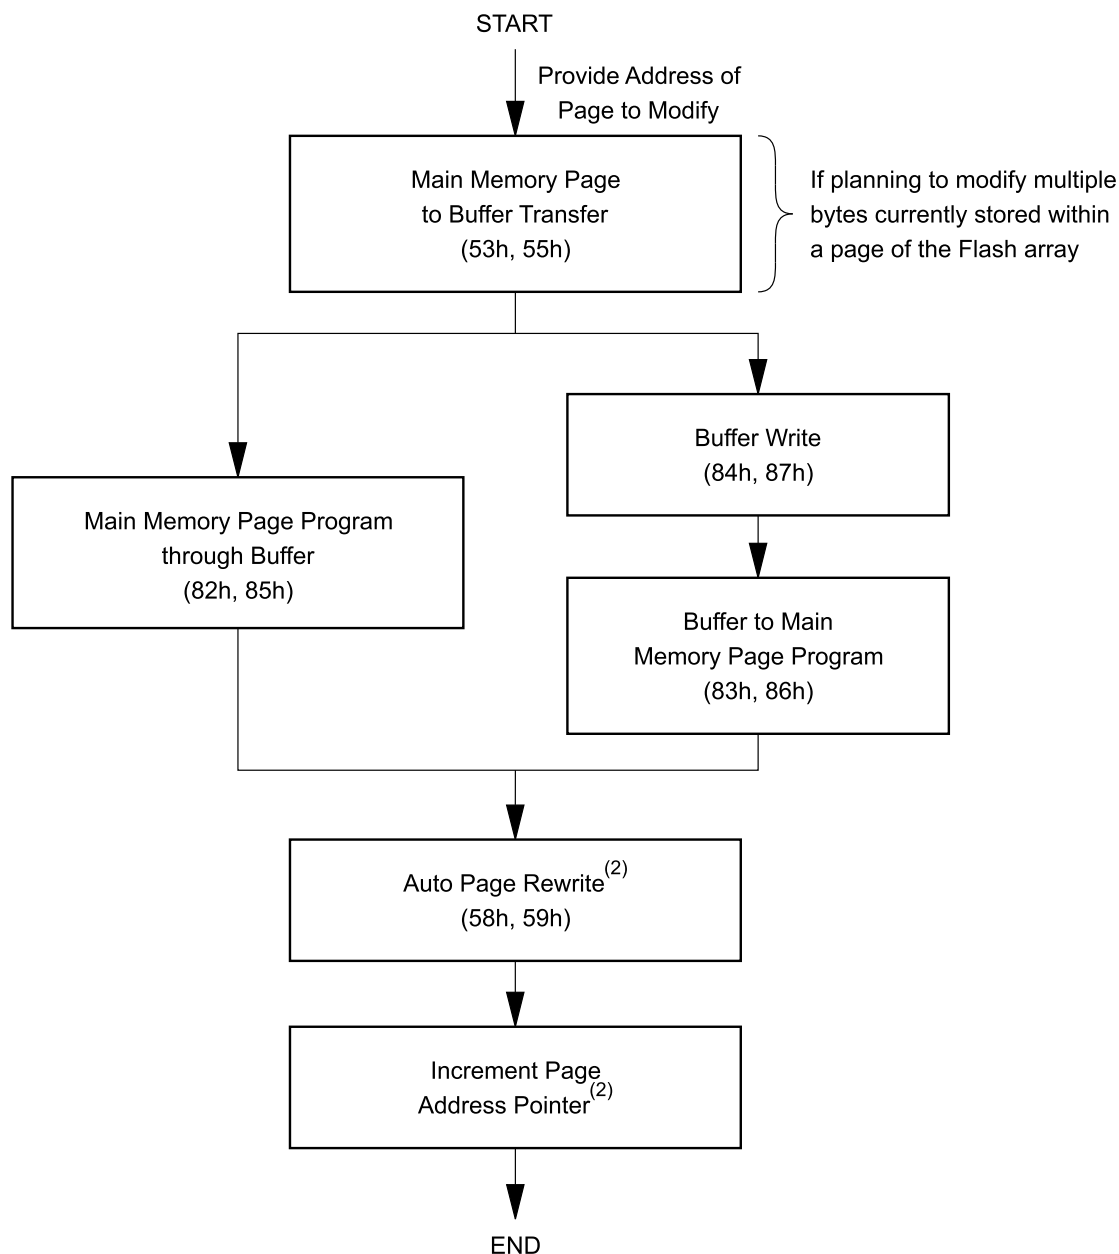 START
Provide Address of
Page to Modify
Main Memory Page
to Buffer Transfer
(53h, 55h)
If planning to modify multiple
bytes currently stored within
a page of the Flash array
Buffer Write
(84h, 87h)
Main Memory Page Program
through Buffer
(82h, 85h)
Buffer to Main
Memory Page Program
(83h, 86h)
Auto Page Rewrite(2)
(58h, 59h)
Increment Page
Address Pointer(2)
END